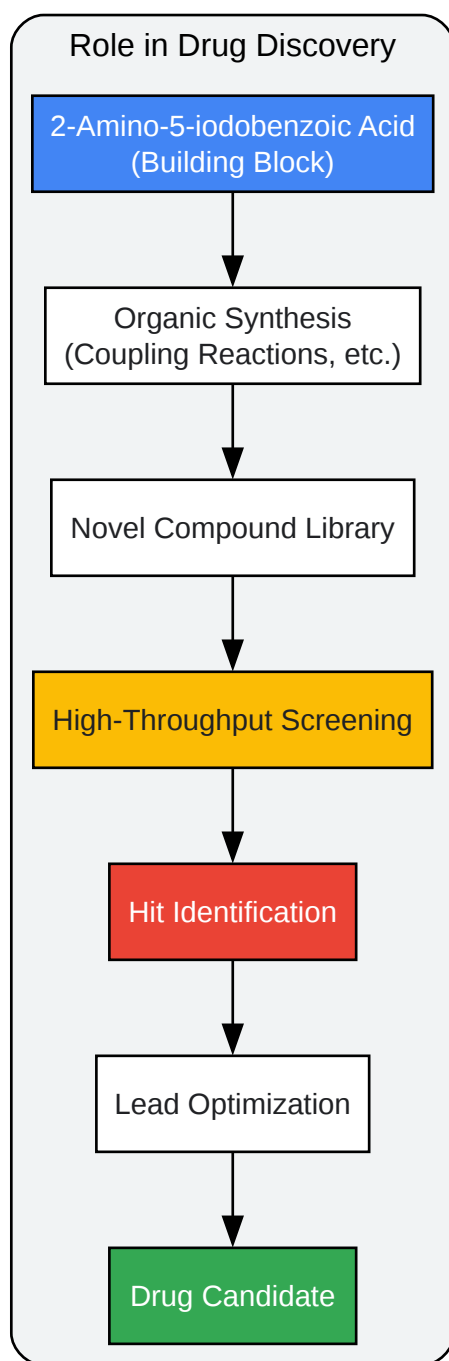 Role in Drug Discovery
2-Amino-5-iodobenzoic Acid
(Building Block)
Organic Synthesis
(Coupling Reactions, etc.)
Novel Compound Library
High-Throughput Screening
Hit Identification
Lead Optimization
Drug Candidate